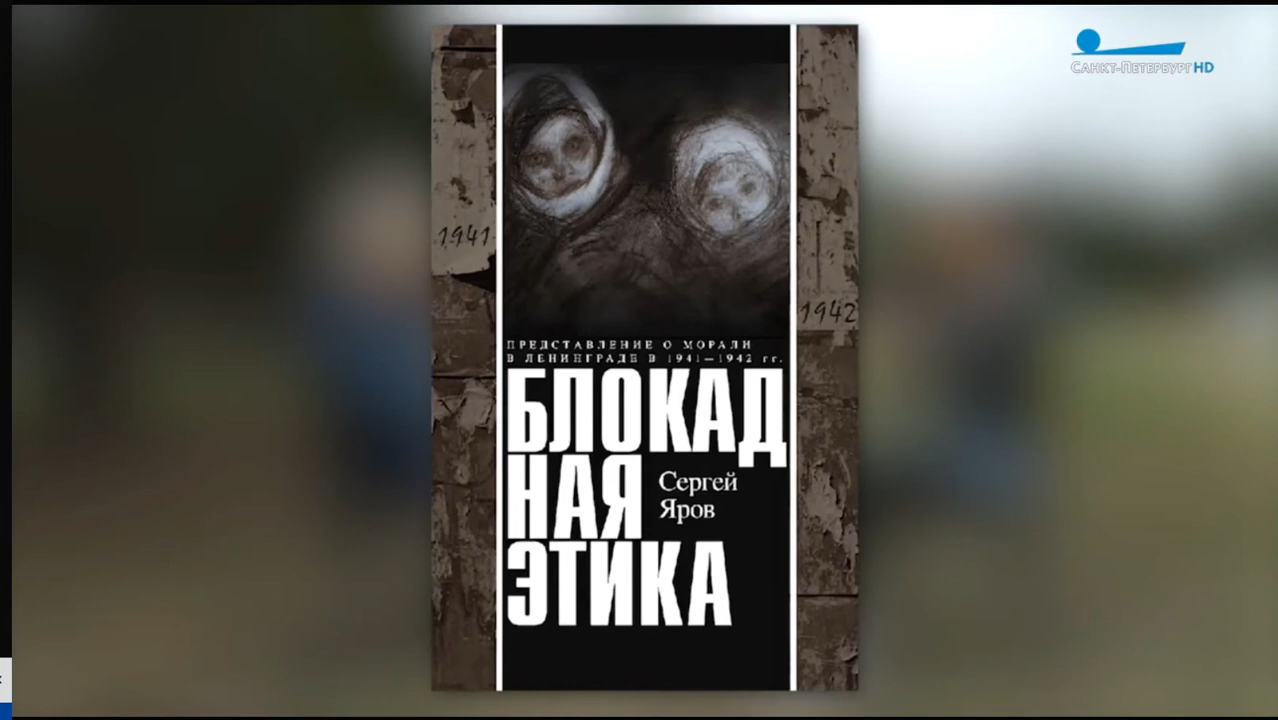 САНКТ-ПЕТЕРБУРГ HD
1941
1942
ПРЕДСТАВЛЕНИЕ О МОРАЛИ
В ЛЕНИНГРАДЕ В 1941—1942 гг.
БЛОКАД
НАЯ
Сергей
Яров
ЭТИКА